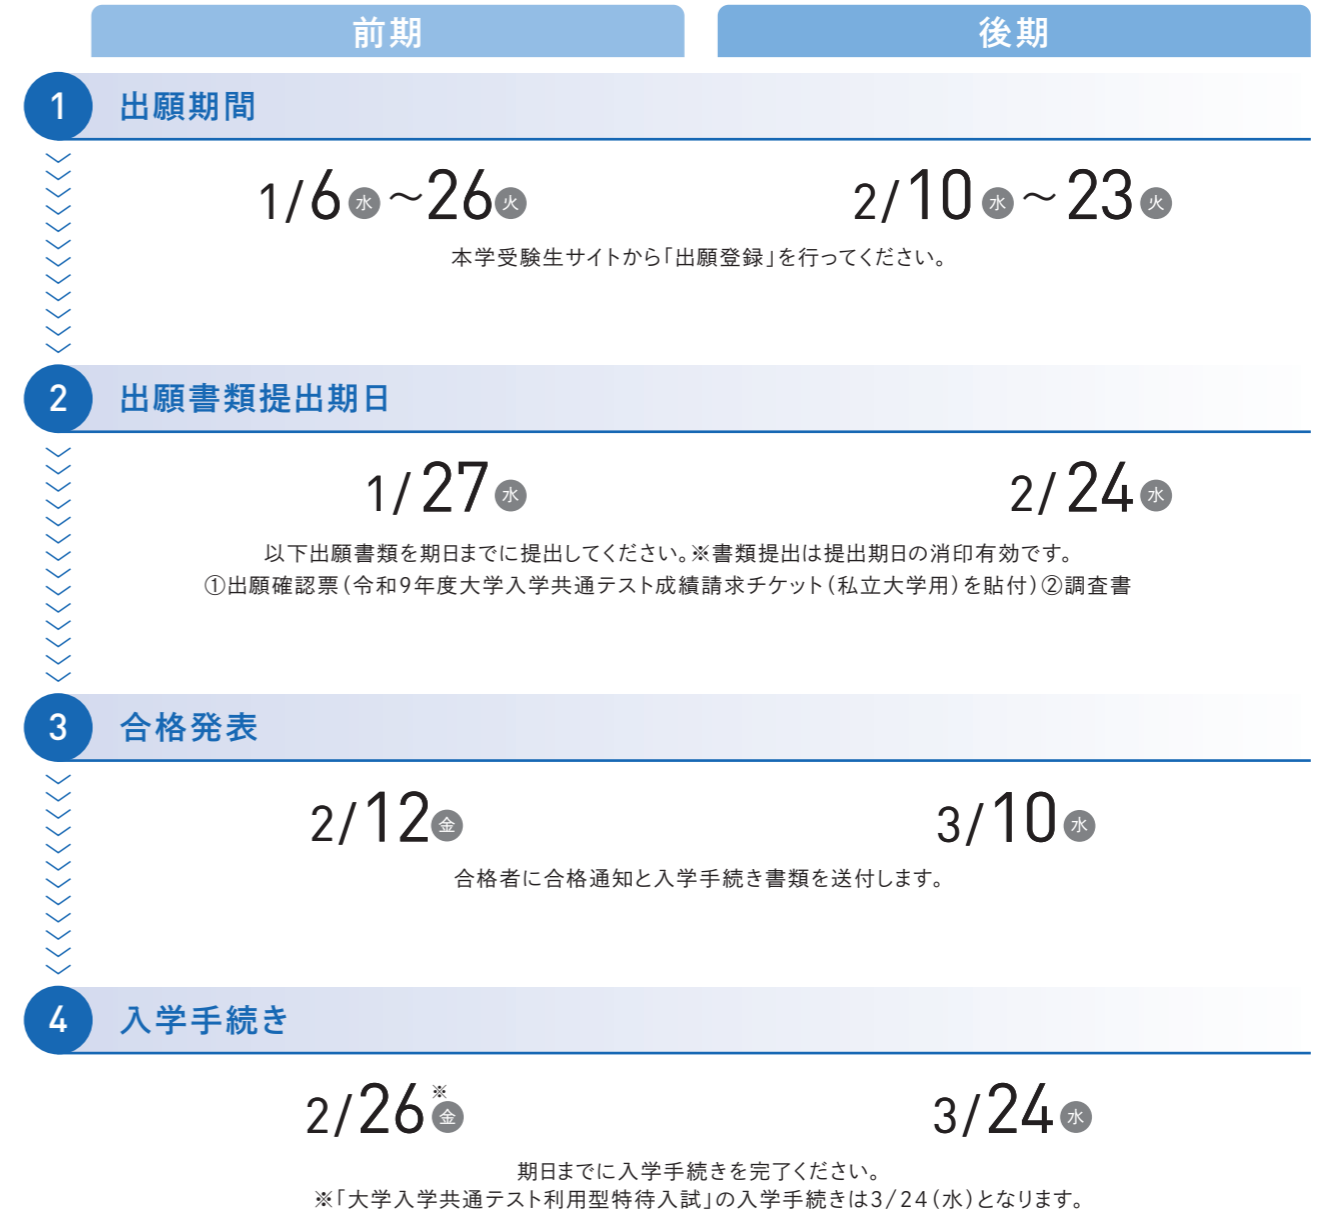 前期 後期
1 出願期間
1/6水～26火 2/10水～23火
本学受験生サイトから「出願登録」を行ってください。
2 出願書類提出期日
1/27水 2/24水
以下出願書類を期日までに提出してください。※書類提出は提出期日の消印有効です。
①出願確認票（令和9年度大学入学共通テスト成績請求チケット（私立大学用）を貼付）②調査書
3 合格発表
2/12金 3/10水
合格者に合格通知と入学手続き書類を送付します。
4 入学手続き
2/26※金 3/24水
期日までに入学手続きを完了ください。
※「大学入学共通テスト利用型特待入試」の入学手続きは3/24（水）となります。